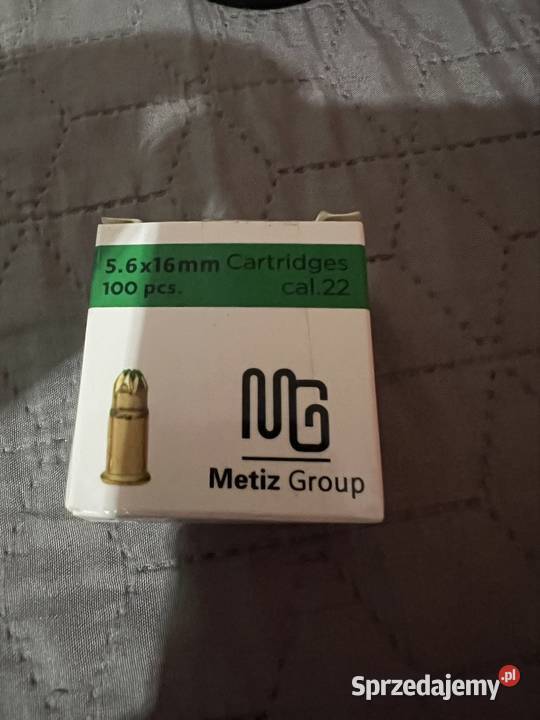 5.6x16mm Cartridges
100 pcs. cal.22
MG
Metiz Group
Sprzedajemy.pl